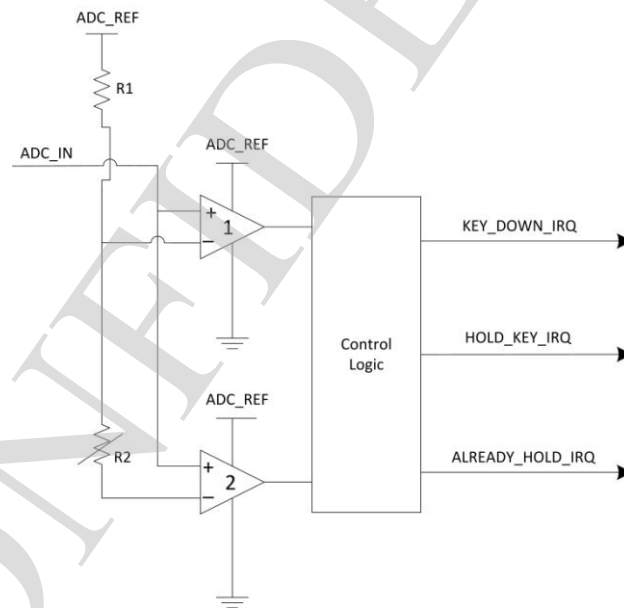 ADC_REF
R1
ADC_IN
ADC_REF
+
−
1
KEY_DOWN_IRQ
HOLD_KEY_IRQ
Control
Logic
ADC_REF
R2
+
−
2
ALREADY_HOLD_IRQ